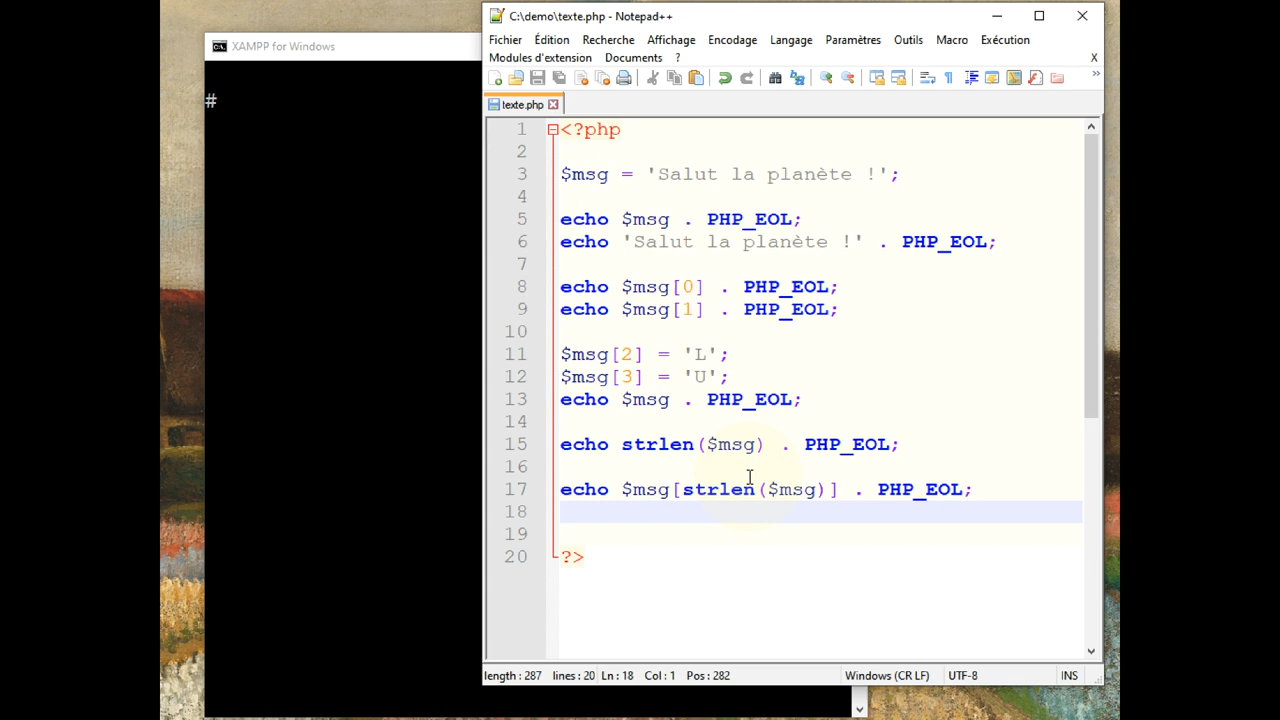 XAMPP for Windows
#
C:\demo\texte.php - Notepad++
Fichier Édition Recherche Affichage Encodage Langage Paramètres Outils Macro Exécution
Modules d'extension Documents ? X
texte.php
1 <?php
2
3 $msg = 'Salut la planète !';
4
5 echo $msg . PHP_EOL;
6 echo 'Salut la planète !' . PHP_EOL;
7
8 echo $msg[0] . PHP_EOL;
9 echo $msg[1] . PHP_EOL;
10
11 $msg[2] = 'L';
12 $msg[3] = 'U';
13 echo $msg . PHP_EOL;
14
15 echo strlen($msg) . PHP_EOL;
16
17 echo $msg[strlen($msg)] . PHP_EOL;
18
19
20 ?>
length : 287 lines : 20 Ln : 18 Col : 1 Pos : 282 Windows (CR LF) UTF-8 INS